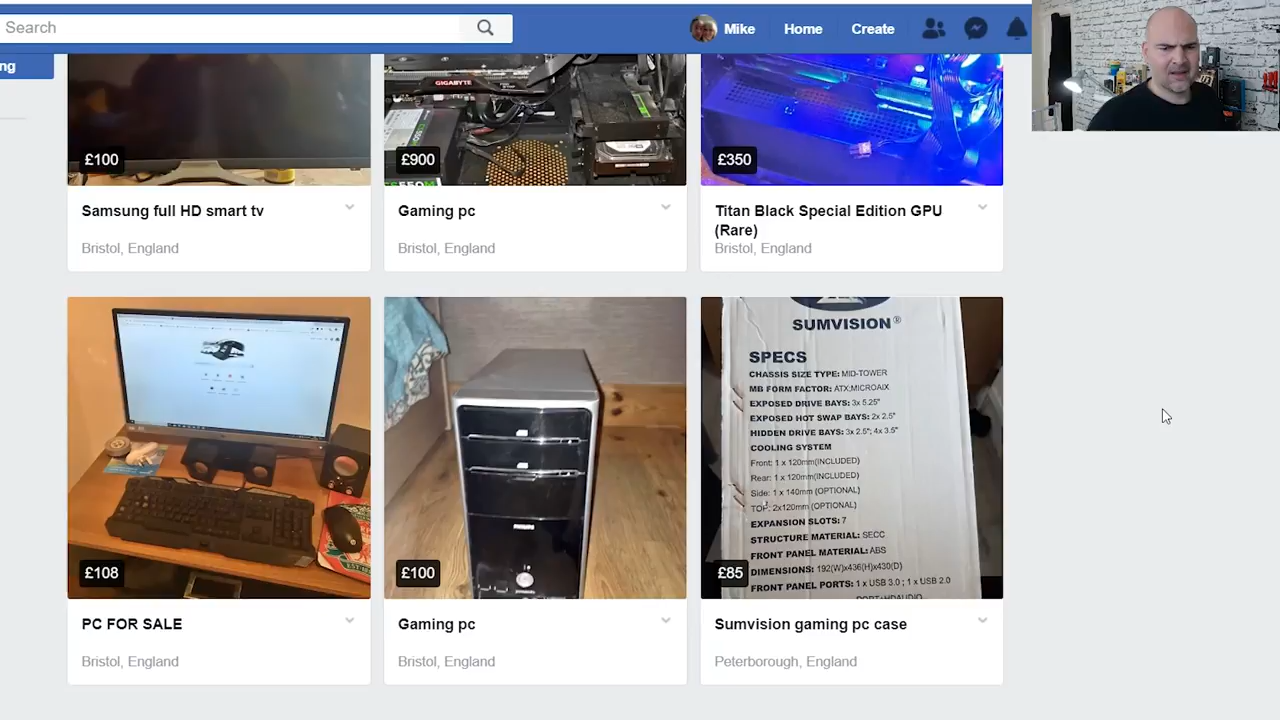 Search
Mike
Home
Create
ng
GIGABYTE
£100
£900
£350
Samsung full HD smart tv
Gaming pc
Titan Black Special Edition GPU
(Rare)
Bristol, England
Bristol, England
Bristol, England
SUMVISION®
SPECS
CHASSIS SIZE TYPE: MID-TOWER
MB FORM FACTOR: ATX;MICROAIX
EXPOSED DRIVE BAYS: 3x 5.25"
EXPOSED HOT SWAP BAYS: 2x 2.5"
HIDDEN DRIVE BAYS: 3x 2.5"; 4x 3.5"
COOLING SYSTEM
Front: 1 x 120mm(INCLUDED)
Rear: 1 x 120mm(INCLUDED)
Side: 1 x 140mm (OPTIONAL)
TOP: 2x120mm (OPTIONAL)
EXPANSION SLOTS: 7
STRUCTURE MATERIAL: SECC
FRONT PANEL MATERIAL: ABS
DIMENSIONS: 192(W)x436(H)x430(D)
FRONT PANEL PORTS: 1 x USB 3.0 ; 1 x USB 2.0
£108
£100
£85
PC FOR SALE
Gaming pc
Sumvision gaming pc case
Bristol, England
Bristol, England
Peterborough, England